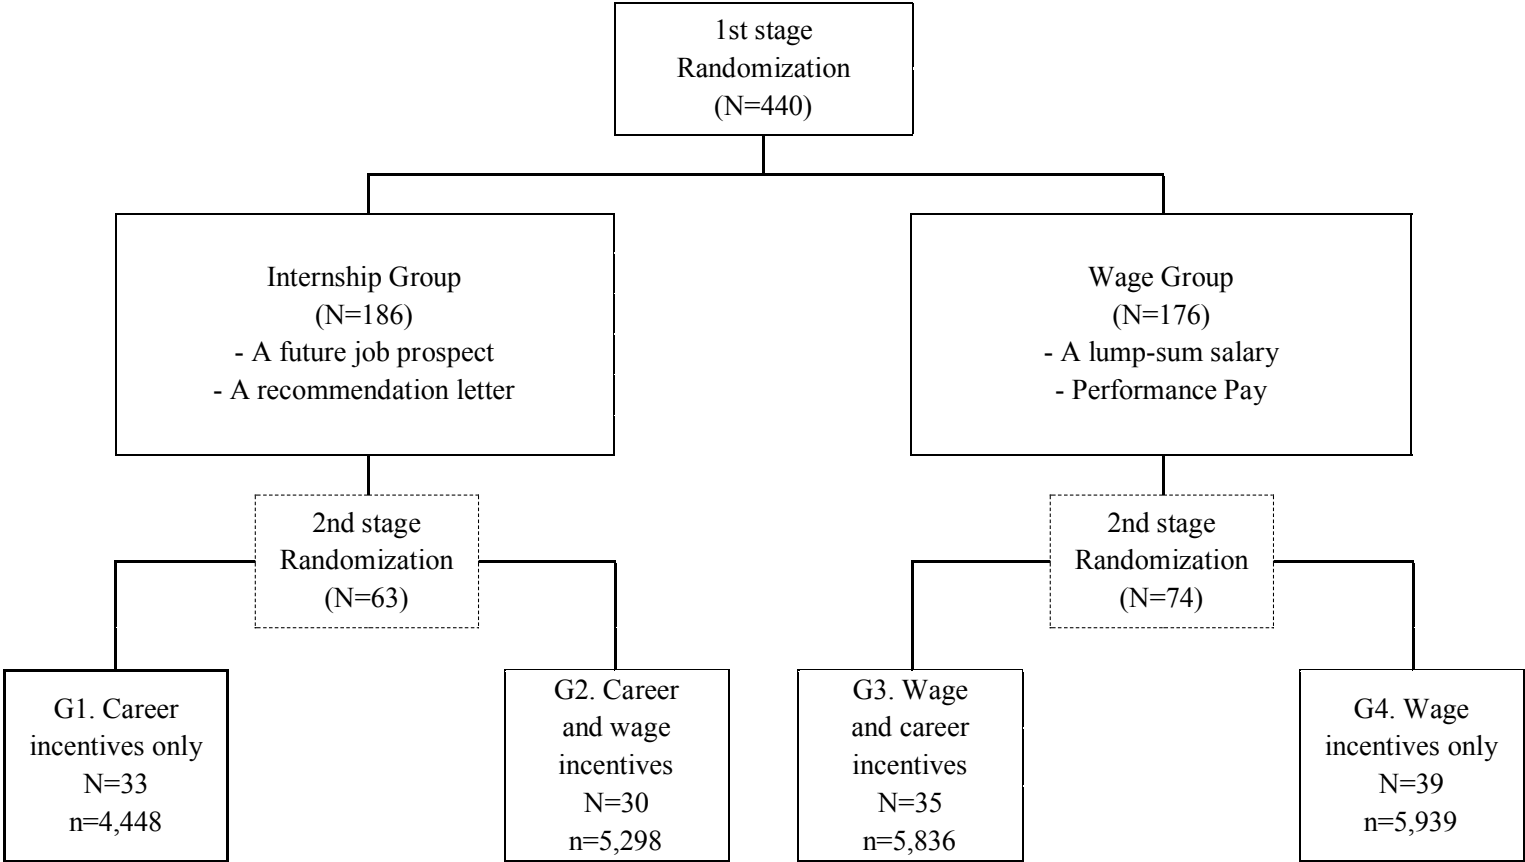 1st stage
Randomization
(N=440)
Internship Group
(N=186)
- A future job prospect
- A recommendation letter
Wage Group
(N=176)
- A lump-sum salary
- Performance Pay
2nd stage
Randomization
(N=63)
2nd stage
Randomization
(N=74)
G1. Career
incentives only
N=33
n=4,448
G2. Career
and wage
incentives
N=30
n=5,298
G3. Wage
and career
incentives
N=35
n=5,836
G4. Wage
incentives only
N=39
n=5,939